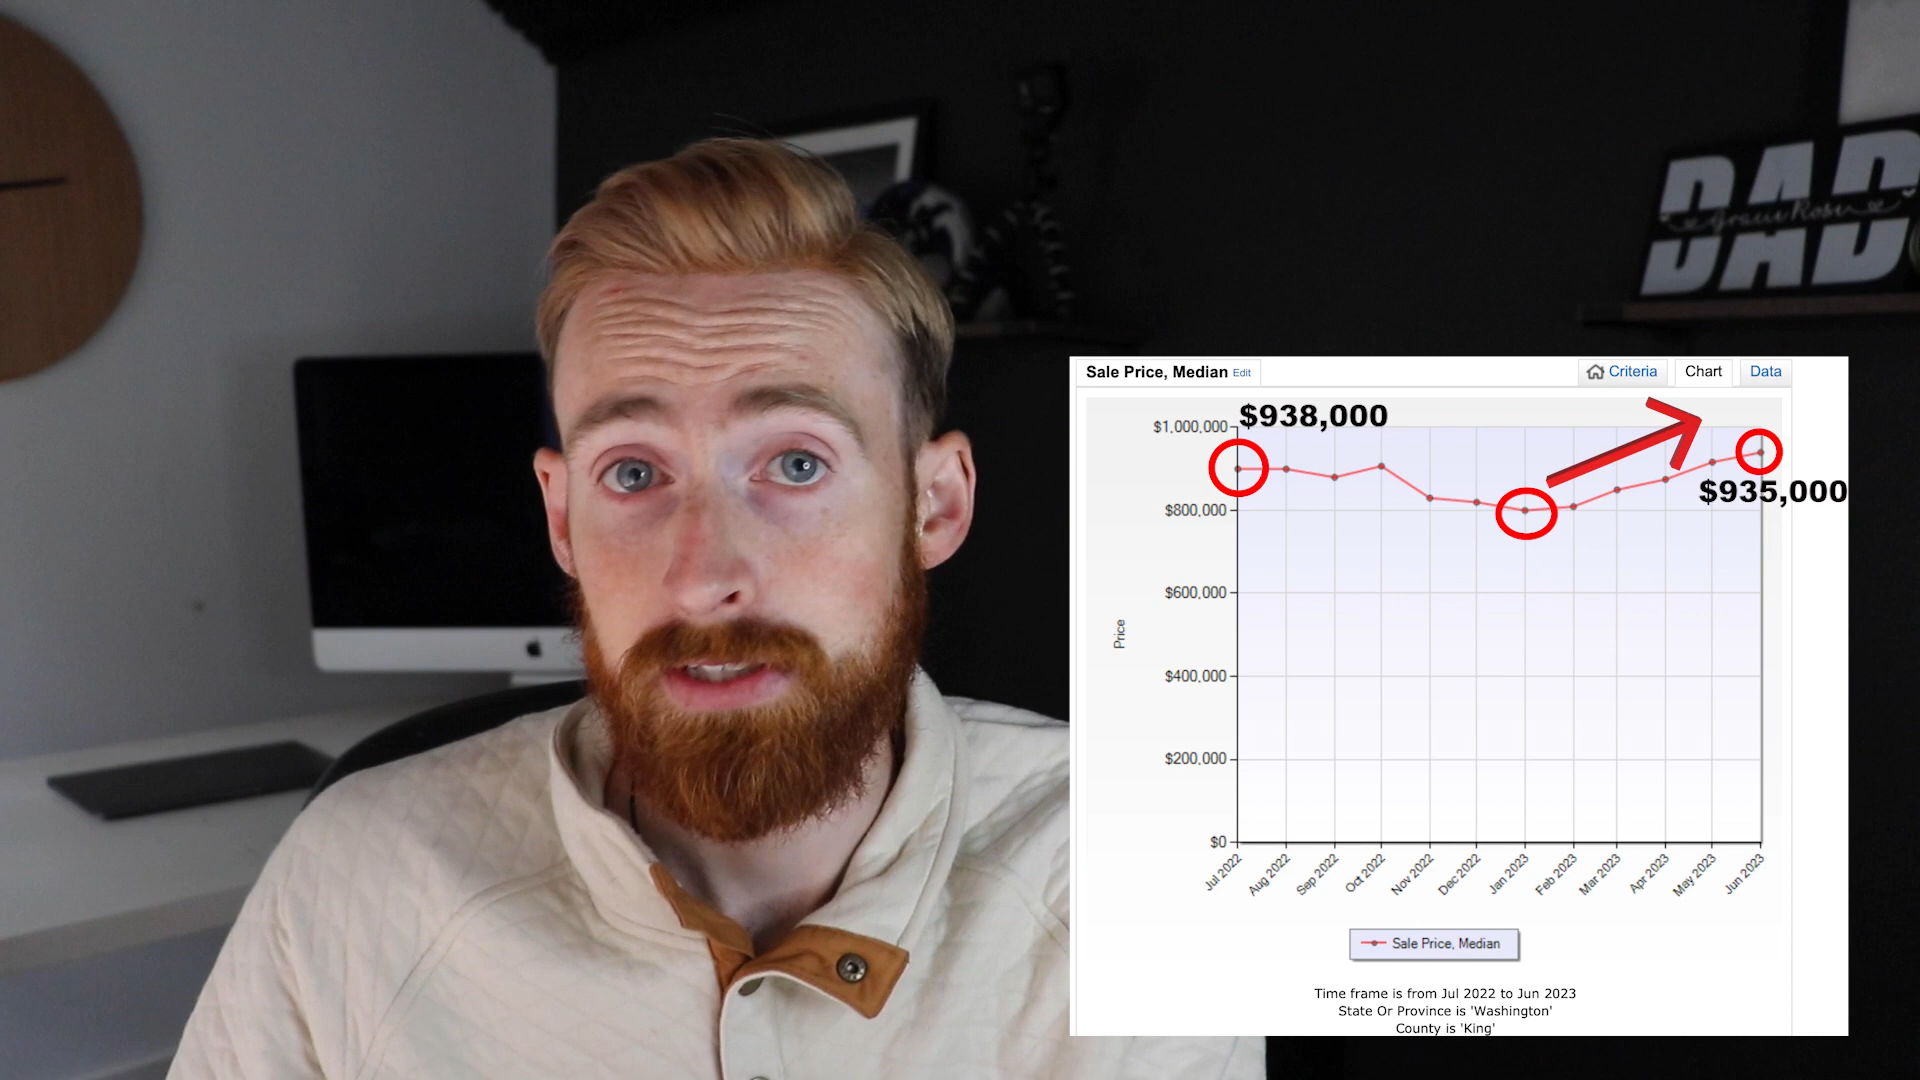 DAD
Gracie Rose
Sale Price, Median Edit
Criteria
Chart
Data
$938,000
$935,000
$1,000,000
$800,000
$600,000
$400,000
$200,000
$0
Price
Jul 2022
Aug 2022
Sep 2022
Oct 2022
Nov 2022
Dec 2022
Jan 2023
Feb 2023
Mar 2023
Apr 2023
May 2023
Jun 2023
Sale Price, Median
Time frame is from Jul 2022 to Jun 2023
State Or Province is 'Washington'
County is 'King'